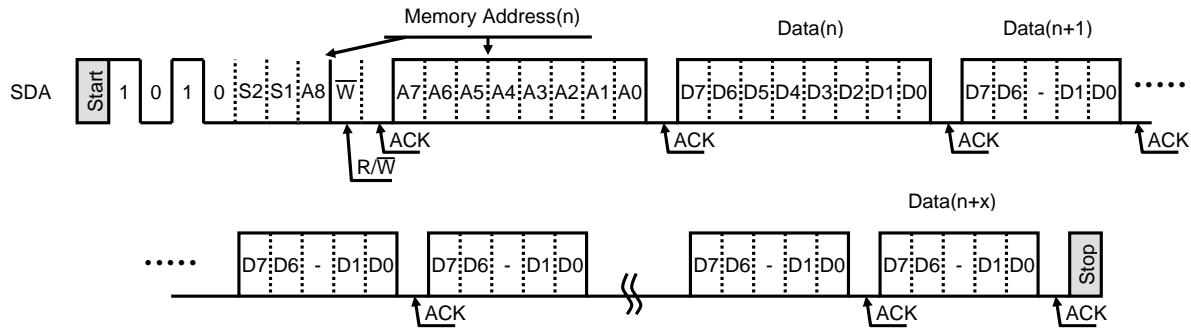 Memory Address(n)
Data(n) Data(n+1)
SDA Start 1 0 1 0 S2 S1 A8 W̅ A7 A6 A5 A4 A3 A2 A1 A0 D7 D6 D5 D4 D3 D2 D1 D0 D7 D6 - D1 D0 •••••
ACK ACK ACK ACK
R/W̅
Data(n+x)
••••• D7 D6 - D1 D0 D7 D6 - D1 D0 D7 D6 - D1 D0 D7 D6 - D1 D0 Stop
ACK ACK ACK